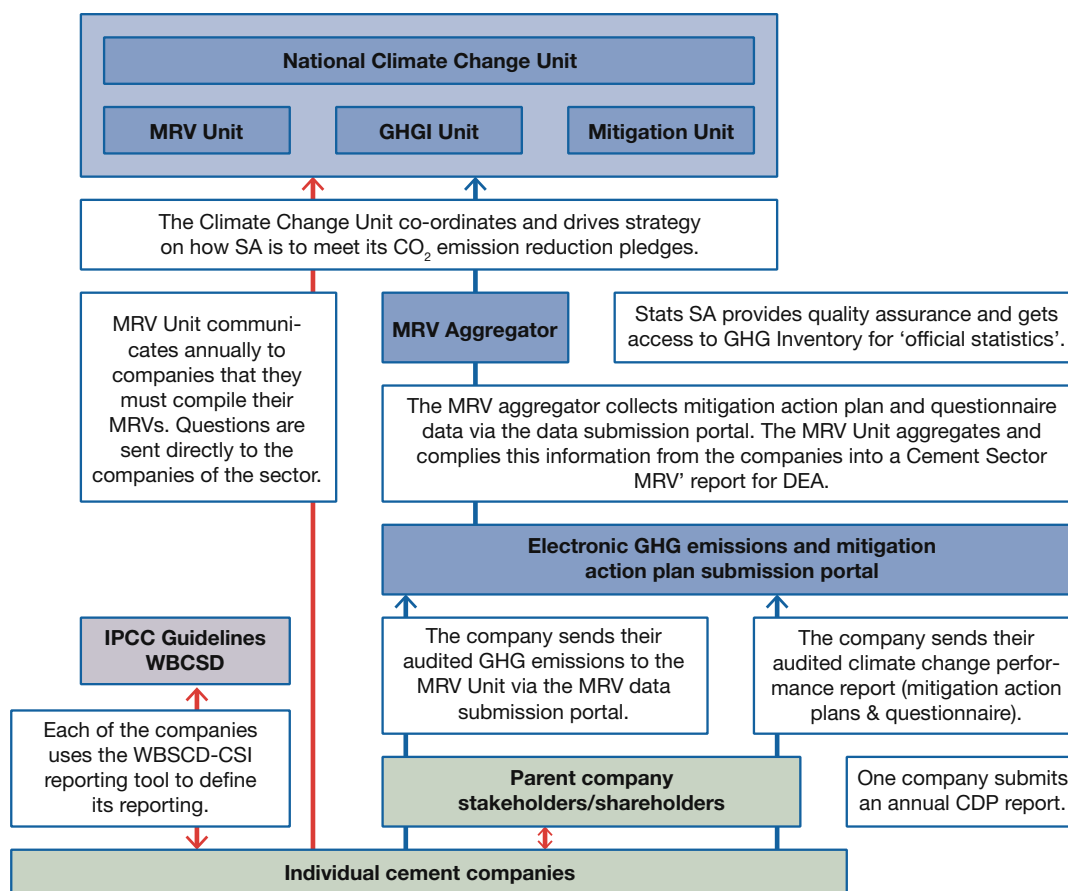 National Climate Change Unit
MRV Unit
GHGI Unit
Mitigation Unit
The Climate Change Unit co-ordinates and drives strategy
on how SA is to meet its CO₂ emission reduction pledges.
MRV Unit communi-
cates annually to
companies that they
must compile their
MRVs. Questions are
sent directly to the
companies of the sector.
MRV Aggregator
Stats SA provides quality assurance and gets
access to GHG Inventory for ‘official statistics’.
The MRV aggregator collects mitigation action plan and questionnaire
data via the data submission portal. The MRV Unit aggregates and
complies this information from the companies into a Cement Sector
MRV’ report for DEA.
Electronic GHG emissions and mitigation
action plan submission portal
IPCC Guidelines
WBCSD
The company sends their
audited GHG emissions to the
MRV Unit via the MRV data
submission portal.
The company sends their
audited climate change perfor-
mance report (mitigation action
plans & questionnaire).
Each of the companies
uses the WBSCD-CSI
reporting tool to define
its reporting.
Parent company
stakeholders/shareholders
One company submits
an annual CDP report.
Individual cement companies